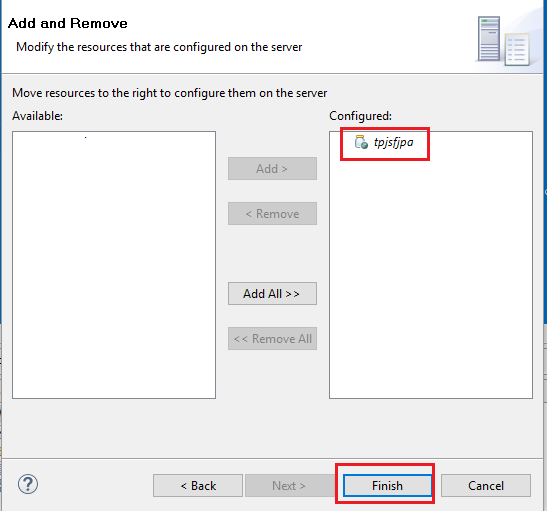 Add and Remove
Modify the resources that are configured on the server
Move resources to the right to configure them on the server
Available:
Configured:
tpjsfjpa
Add >
< Remove
Add All >>
<< Remove All
?
< Back
Next >
Finish
Cancel